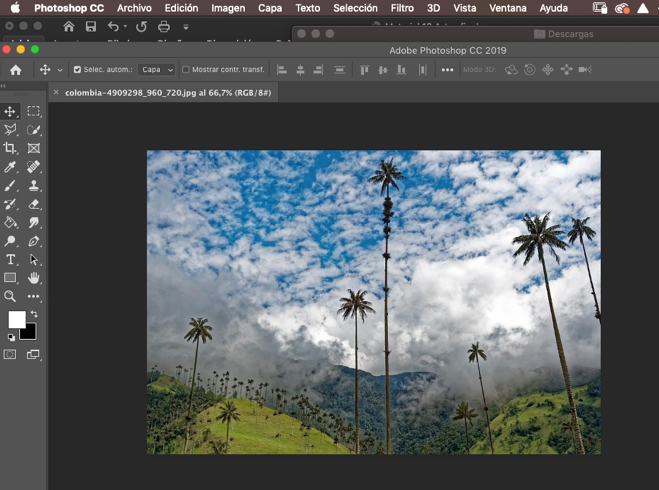 Photoshop CC Archivo Edición Imagen Capa Texto Selección Filtro 3D Vista Ventana Ayuda
Descargas
Adobe Photoshop CC 2019
Selec. autom.: Capa Mostrar contr. transf. Modo 3D:
× colombia-4909298_960_720.jpg al 66,7% (RGB/8#)
T